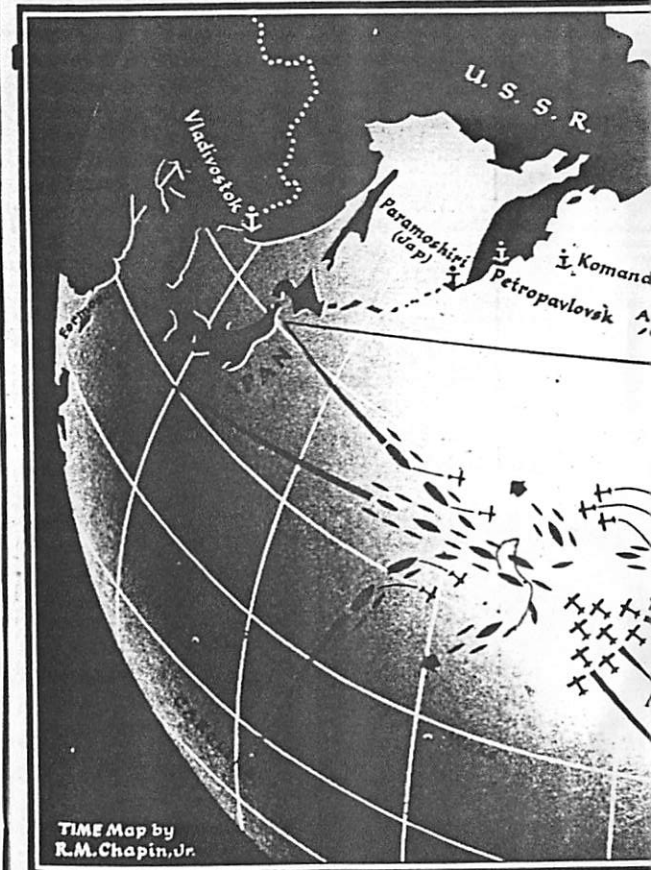 U. S. S. R.
Vladivostok
Paramoshiri
(Jap)
Petropavlovsk
Komand
A
TIME Map by
R.M.Chapin,Jr.